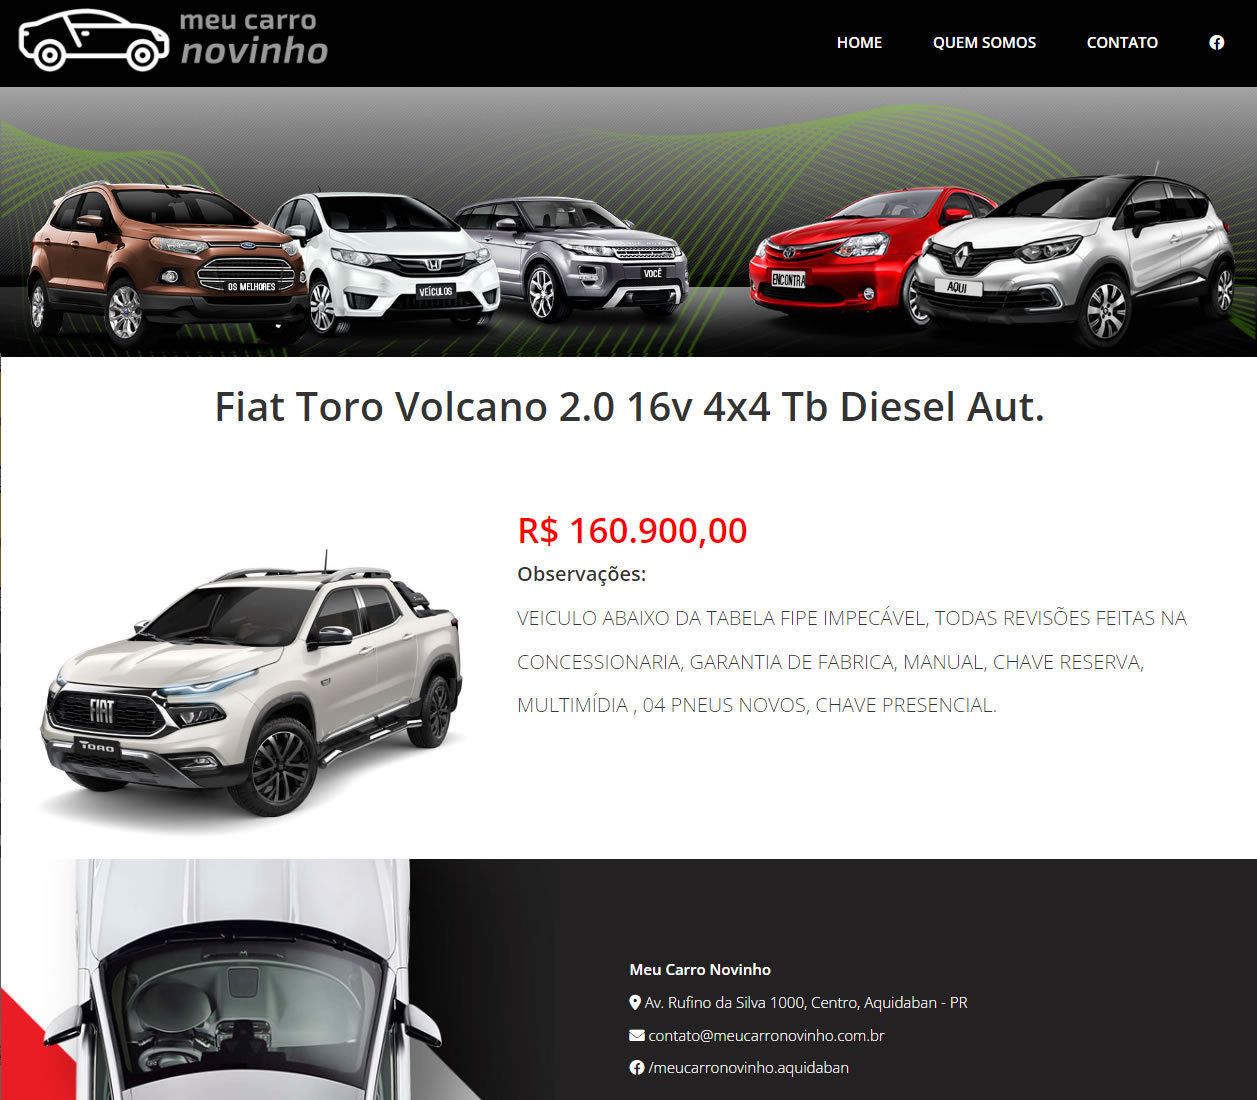 meu carro
novinho
HOME QUEM SOMOS CONTATO
OS MELHORES
VEÍCULOS
VOCÊ
ENCONTRA
AQUI
Fiat Toro Volcano 2.0 16v 4x4 Tb Diesel Aut.
R$ 160.900,00
Observações:
VEICULO ABAIXO DA TABELA FIPE IMPECÁVEL, TODAS REVISÕES FEITAS NA
CONCESSIONARIA, GARANTIA DE FABRICA, MANUAL, CHAVE RESERVA,
MULTIMÍDIA , 04 PNEUS NOVOS, CHAVE PRESENCIAL.
FIAT
TORO
Meu Carro Novinho
Av. Rufino da Silva 1000, Centro, Aquidaban - PR
contato@meucarronovinho.com.br
/meucarronovinho.aquidaban